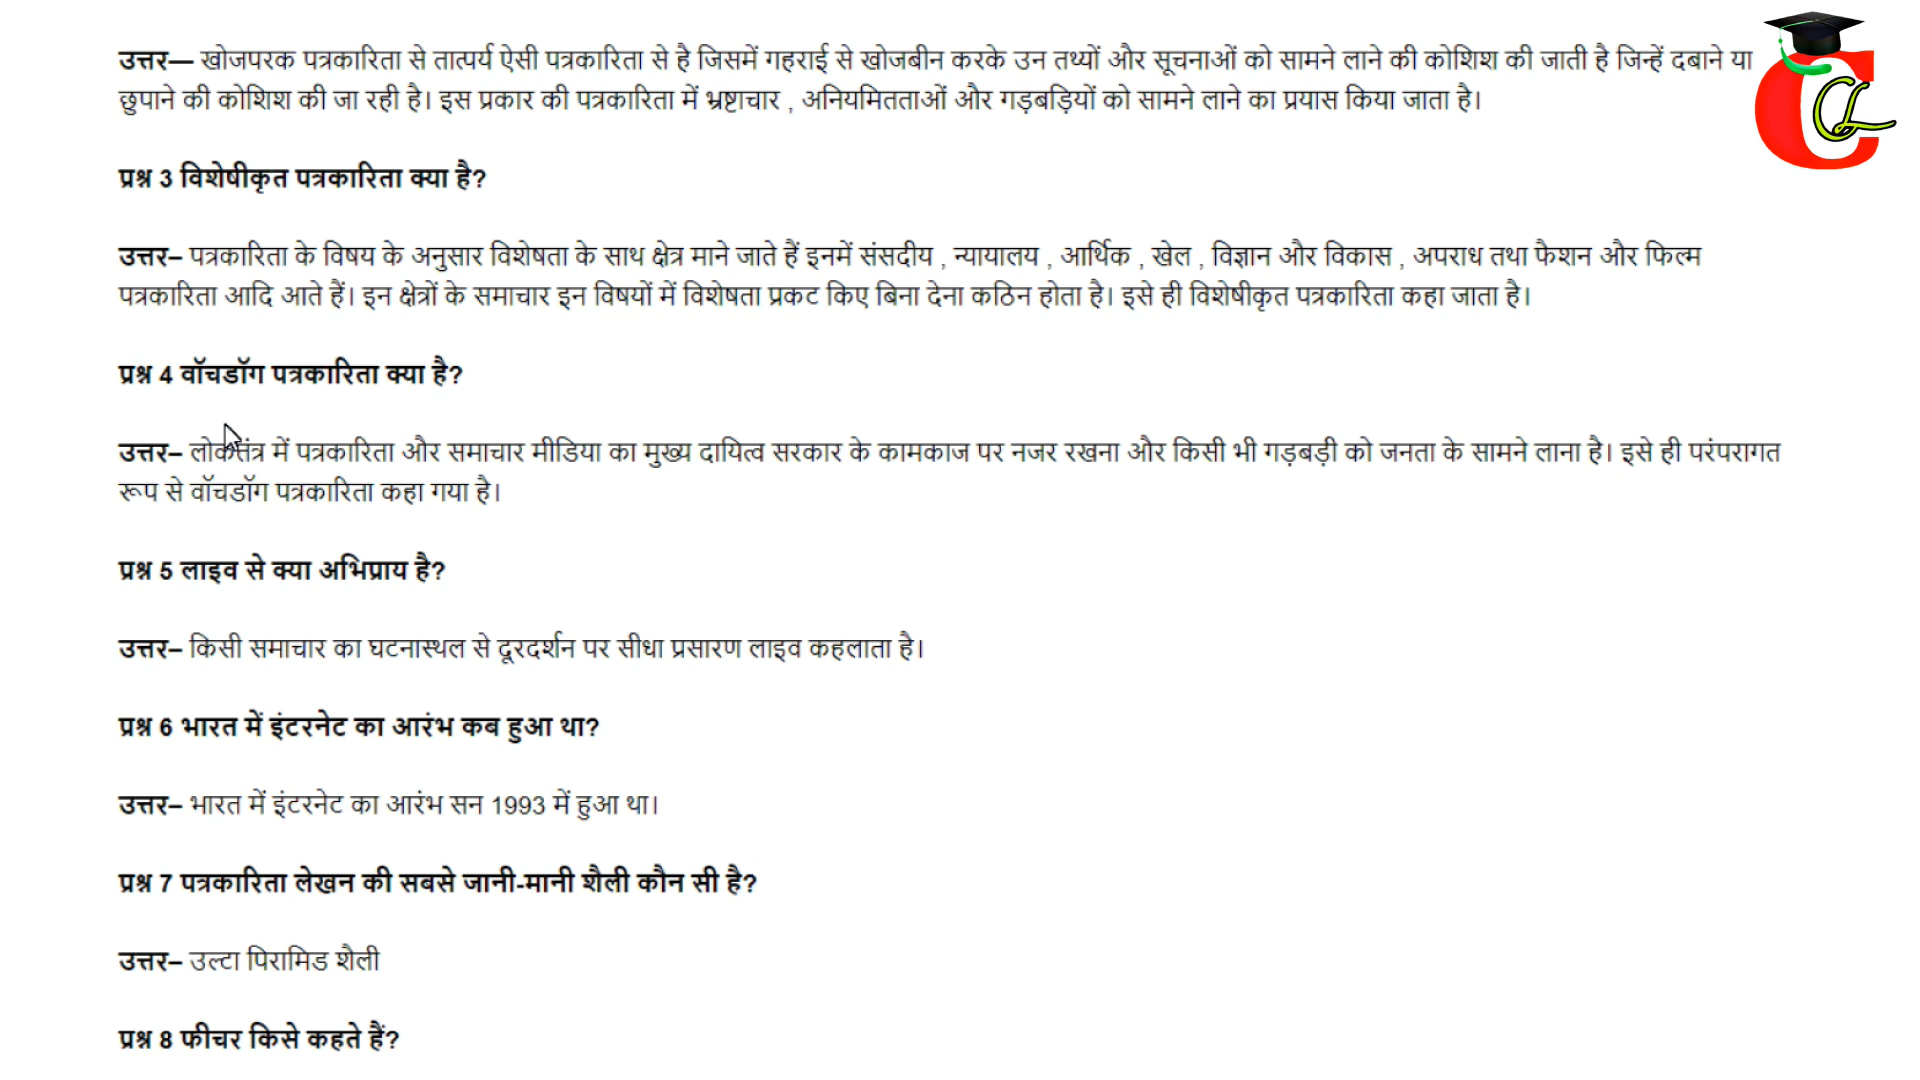 उत्तर— खोजपरक पत्रकारिता से तात्पर्य ऐसी पत्रकारिता से है जिसमें गहराई से खोजबीन करके उन तथ्यों और सूचनाओं को सामने लाने की कोशिश की जाती है जिन्हें दबाने या
छुपाने की कोशिश की जा रही है। इस प्रकार की पत्रकारिता में भ्रष्टाचार , अनियमितताओं और गड़बड़ियों को सामने लाने का प्रयास किया जाता है।
प्रश्न 3 विशेषीकृत पत्रकारिता क्या है?
उत्तर– पत्रकारिता के विषय के अनुसार विशेषता के साथ क्षेत्र माने जाते हैं इनमें संसदीय , न्यायालय , आर्थिक , खेल , विज्ञान और विकास , अपराध तथा फैशन और फिल्म
पत्रकारिता आदि आते हैं। इन क्षेत्रों के समाचार इन विषयों में विशेषता प्रकट किए बिना देना कठिन होता है। इसे ही विशेषीकृत पत्रकारिता कहा जाता है।
प्रश्न 4 वॉचडॉग पत्रकारिता क्या है?
उत्तर– लोकतंत्र में पत्रकारिता और समाचार मीडिया का मुख्य दायित्व सरकार के कामकाज पर नजर रखना और किसी भी गड़बड़ी को जनता के सामने लाना है। इसे ही परंपरागत
रूप से वॉचडॉग पत्रकारिता कहा गया है।
प्रश्न 5 लाइव से क्या अभिप्राय है?
उत्तर– किसी समाचार का घटनास्थल से दूरदर्शन पर सीधा प्रसारण लाइव कहलाता है।
प्रश्न 6 भारत में इंटरनेट का आरंभ कब हुआ था?
उत्तर– भारत में इंटरनेट का आरंभ सन 1993 में हुआ था।
प्रश्न 7 पत्रकारिता लेखन की सबसे जानी-मानी शैली कौन सी है?
उत्तर– उल्टा पिरामिड शैली
प्रश्न 8 फीचर किसे कहते हैं?
C L